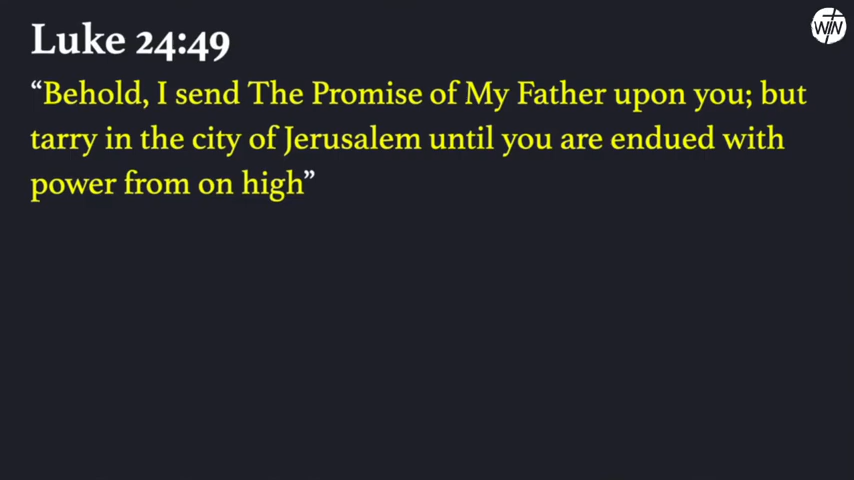 Luke 24:49
WIN
“Behold, I send The Promise of My Father upon you; but
tarry in the city of Jerusalem until you are endued with
power from on high”